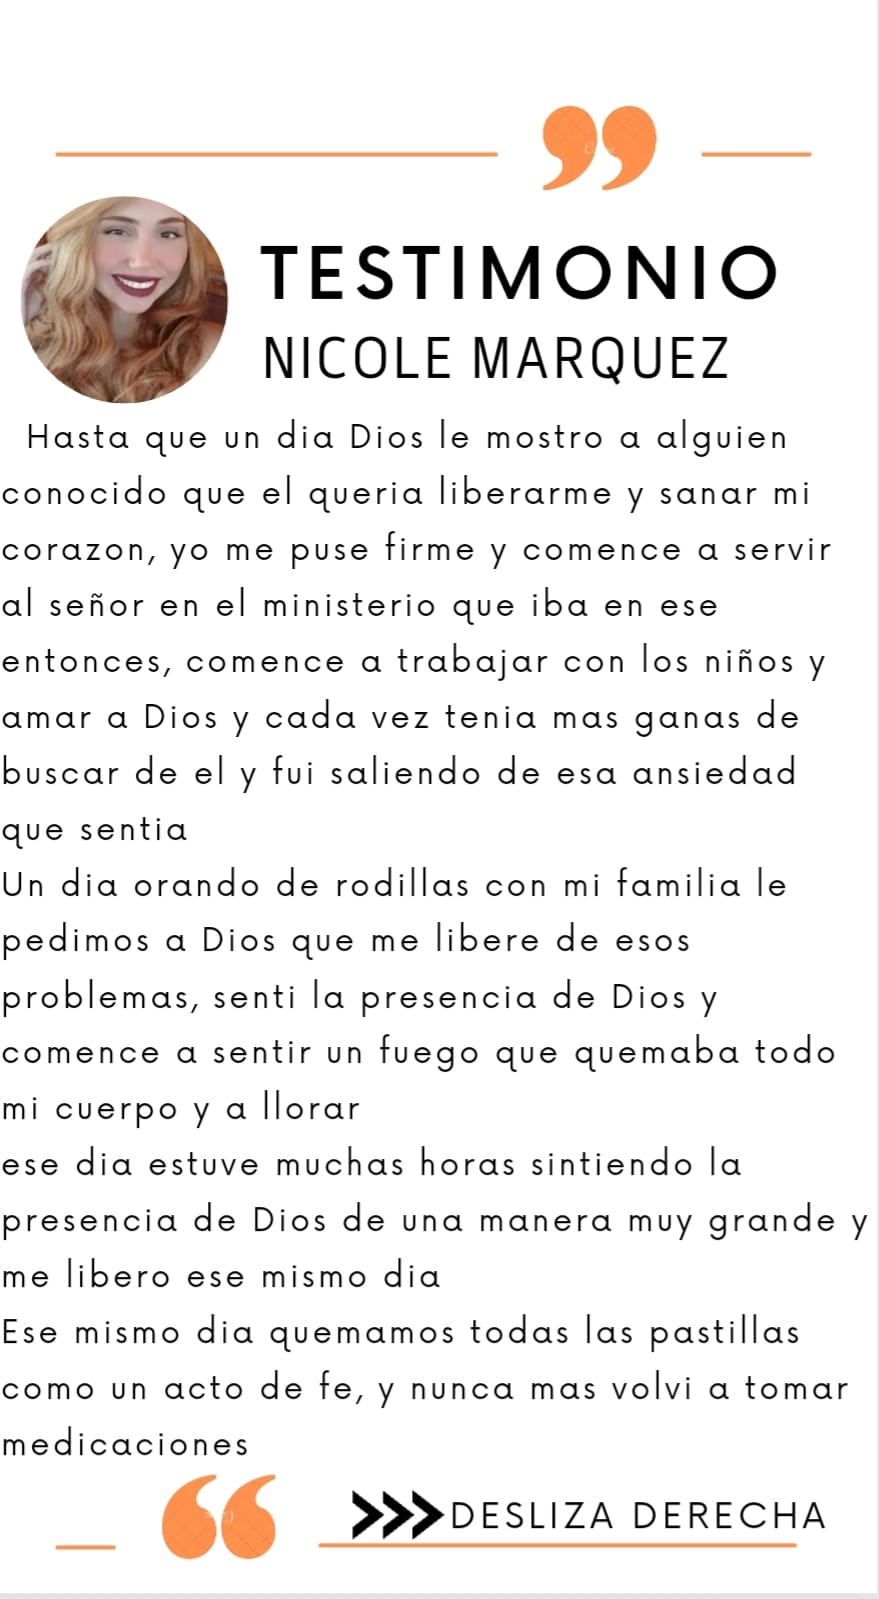 TESTIMONIO
NICOLE MARQUEZ
Hasta que un dia Dios le mostro a alguien
conocido que el queria liberarme y sanar mi
corazon, yo me puse firme y comence a servir
al señor en el ministerio que iba en ese
entonces, comence a trabajar con los niños y
amar a Dios y cada vez tenia mas ganas de
buscar de el y fui saliendo de esa ansiedad
que sentia
Un dia orando de rodillas con mi familia le
pedimos a Dios que me libere de esos
problemas, senti la presencia de Dios y
comence a sentir un fuego que quemaba todo
mi cuerpo y a llorar
ese dia estuve muchas horas sintiendo la
presencia de Dios de una manera muy grande y
me libero ese mismo dia
Ese mismo dia quemamos todas las pastillas
como un acto de fe, y nunca mas volvi a tomar
medicaciones
DESLIZA DERECHA